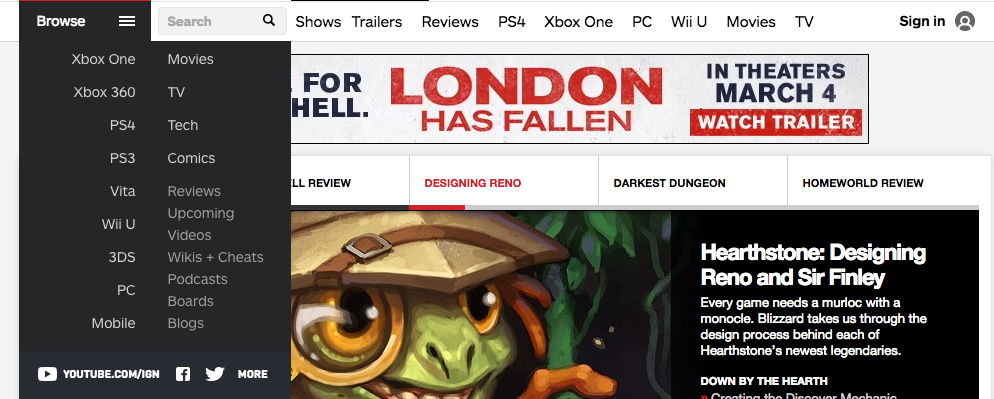 Browse
Search
Shows Trailers Reviews PS4 Xbox One PC Wii U Movies TV
Sign in
Xbox One
Xbox 360
PS4
PS3
Vita
Wii U
3DS
PC
Mobile
Movies
TV
Tech
Comics
Reviews
Upcoming
Videos
Wikis + Cheats
Podcasts
Boards
Blogs
YOUTUBE.COM/IGN
MORE
FOR
HELL.
LONDON
HAS FALLEN
IN THEATERS
MARCH 4
WATCH TRAILER
LL REVIEW
DESIGNING RENO
DARKEST DUNGEON
HOMEWORLD REVIEW
Hearthstone: Designing
Reno and Sir Finley
Every game needs a murloc with a
monocle. Blizzard takes us through the
design process behind each of
Hearthstone's newest legendaries.
DOWN BY THE HEARTH
» Creating the Discover Mechanic